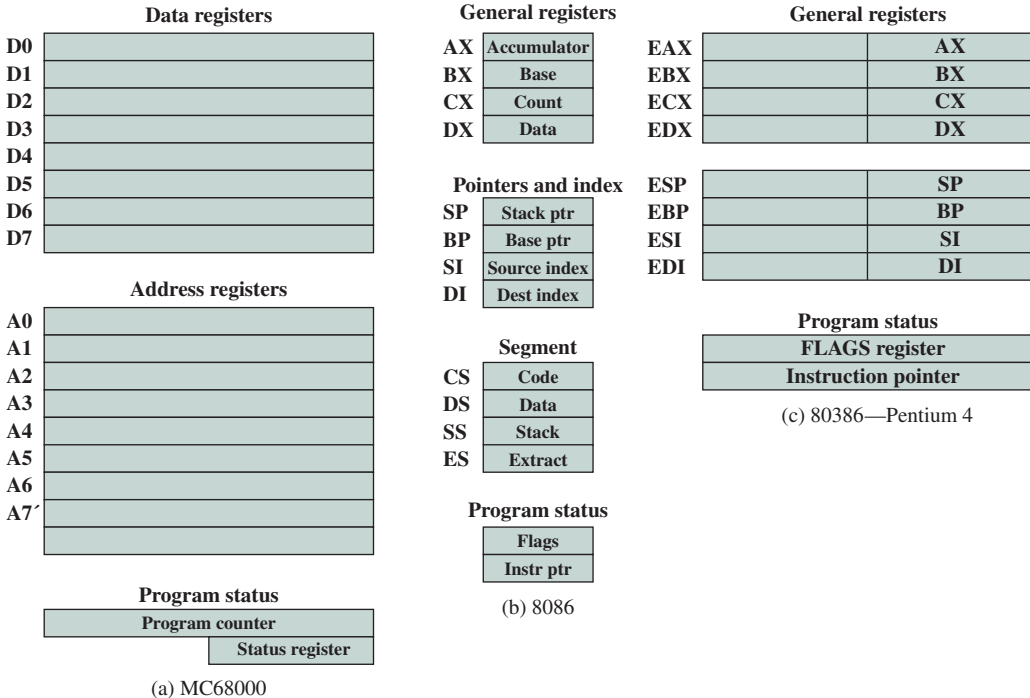 Data registers
D0
D1
D2
D3
D4
D5
D6
D7
Address registers
A0
A1
A2
A3
A4
A5
A6
A7´
Program status
Program counter
Status register
(a) MC68000
General registers
AX Accumulator
BX Base
CX Count
DX Data
Pointers and index
SP Stack ptr
BP Base ptr
SI Source index
DI Dest index
Segment
CS Code
DS Data
SS Stack
ES Extract
Program status
Flags
Instr ptr
(b) 8086
General registers
EAX AX
EBX BX
ECX CX
EDX DX
ESP SP
EBP BP
ESI SI
EDI DI
Program status
FLAGS register
Instruction pointer
(c) 80386—Pentium 4